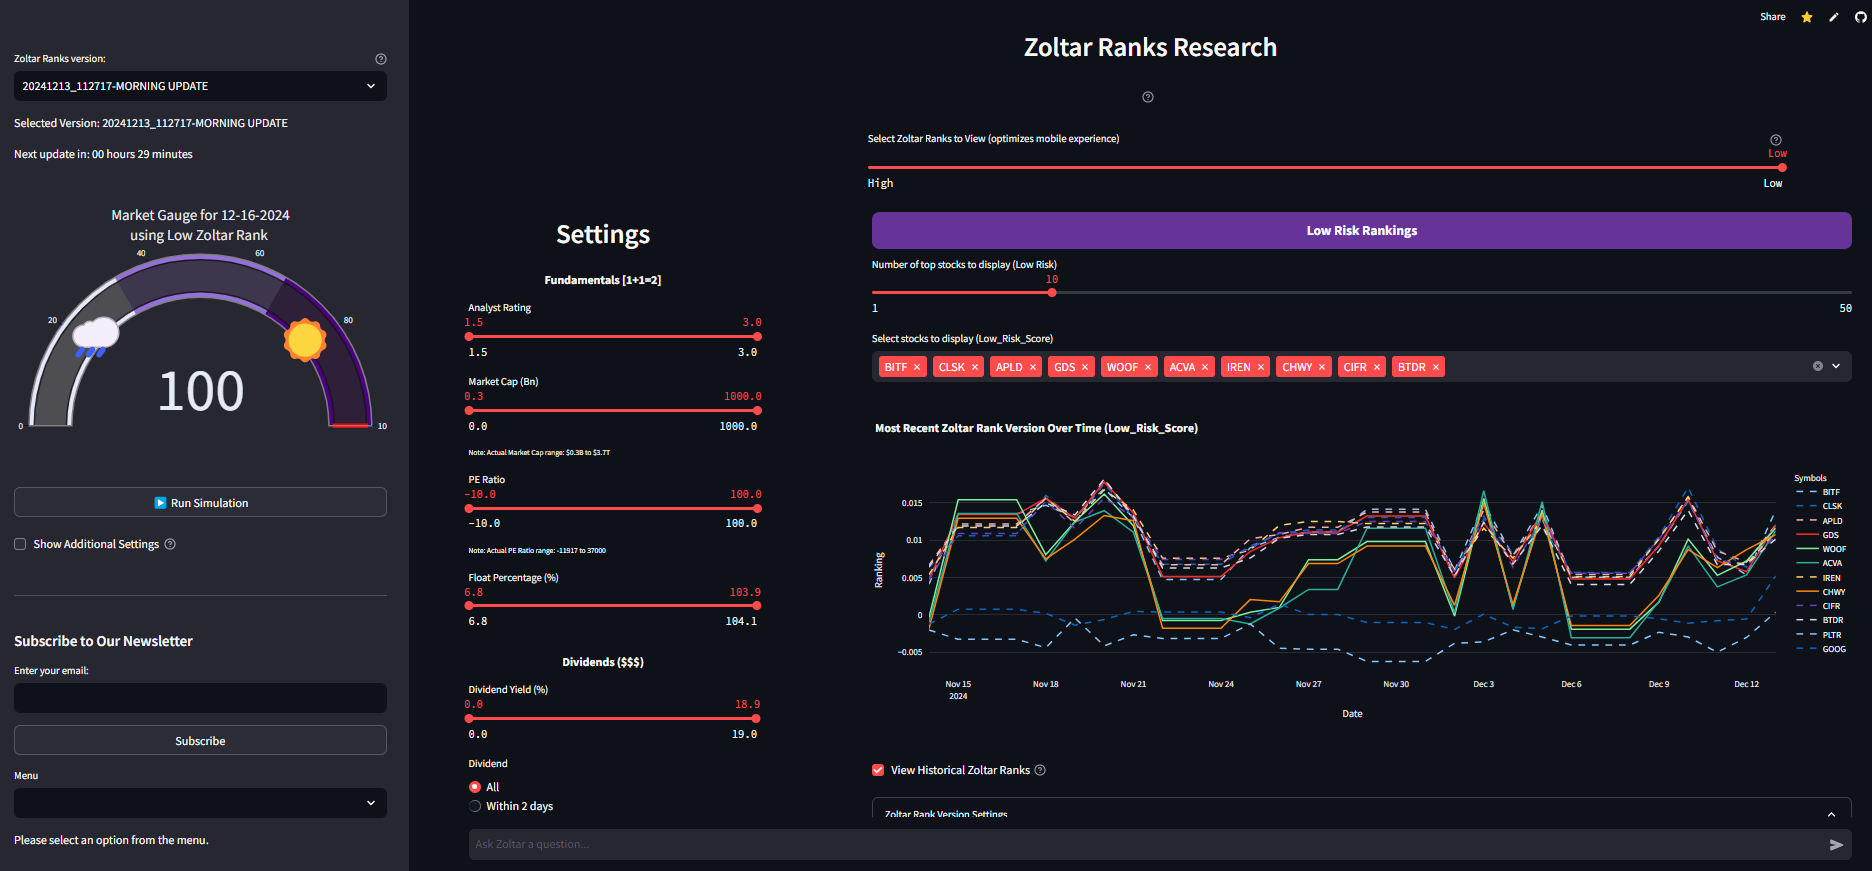 Share
Zoltar Ranks version:
20241213_112717-MORNING UPDATE
Selected Version: 20241213_112717-MORNING UPDATE
Next update in: 00 hours 29 minutes
Market Gauge for 12-16-2024
using Low Zoltar Rank
0
20
40
60
80
10
100
Run Simulation
Show Additional Settings
Subscribe to Our Newsletter
Enter your email:
Subscribe
Menu
Please select an option from the menu.
Zoltar Ranks Research
Settings
Fundamentals [1+1=2]
Analyst Rating
1.5 3.0
1.5 3.0
Market Cap (Bn)
0.3 1000.0
0.0 1000.0
Note: Actual Market Cap range: $0.3B to $3.7T
PE Ratio
-10.0 100.0
-10.0 100.0
Note: Actual PE Ratio range: -11917 to 37000
Float Percentage (%)
6.8 103.9
6.8 104.1
Dividends ($$$)
Dividend Yield (%)
0.0 18.9
0.0 19.0
Dividend
All
Within 2 days
Select Zoltar Ranks to View (optimizes mobile experience)
Low
High Low
Low Risk Rankings
Number of top stocks to display (Low Risk)
10
1 50
Select stocks to display (Low_Risk_Score)
BITF × CLSK × APLD × GDS × WOOF × ACVA × IREN × CHWY × CIFR × BTDR ×
Most Recent Zoltar Rank Version Over Time (Low_Risk_Score)
Ranking
0.015
0.01
0.005
0
−0.005
Nov 15 Nov 18 Nov 21 Nov 24 Nov 27 Nov 30 Dec 3 Dec 6 Dec 9 Dec 12
2024
Date
Symbols
BITF
CLSK
APLD
GDS
WOOF
ACVA
IREN
CHWY
CIFR
BTDR
PLTR
GOOG
View Historical Zoltar Ranks
Zoltar Rank Version Settings
Ask Zoltar a question...